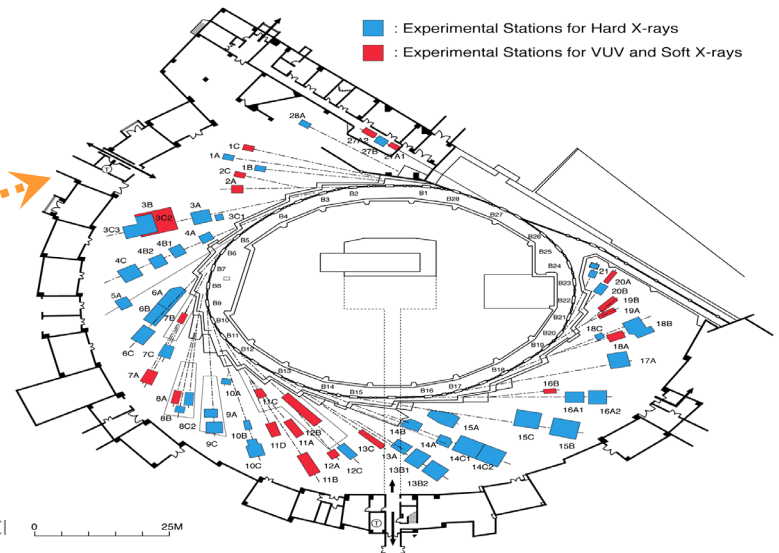 : Experimental Stations for Hard X-rays
: Experimental Stations for VUV and Soft X-rays
28A
27A2
27B
27A1
1C
1A
1B
2C
2A
3B
3C2
3A
3C1
3C3
4A
4B1
4B2
4C
5A
6A
6B
6C
7B
7C
7A
8A
8B
8C2
9A
9C
10A
10B
10C
11C
11D
11A
11B
12B
12A
12C
13C
13A
13B1
13B2
14B
14A
14C1
14C2
15A
15C
15B
16B
16A1
16A2
17A
18C
18A
18B
19A
19B
20B
20A
21
B1
B2
B3
B4
B5
B6
B7
B8
B9
B10
B11
B12
B13
B14
B15
B16
B17
B18
B19
B20
B21
B22
B23
B24
B25
B26
B27
B28
T
T
0
25M